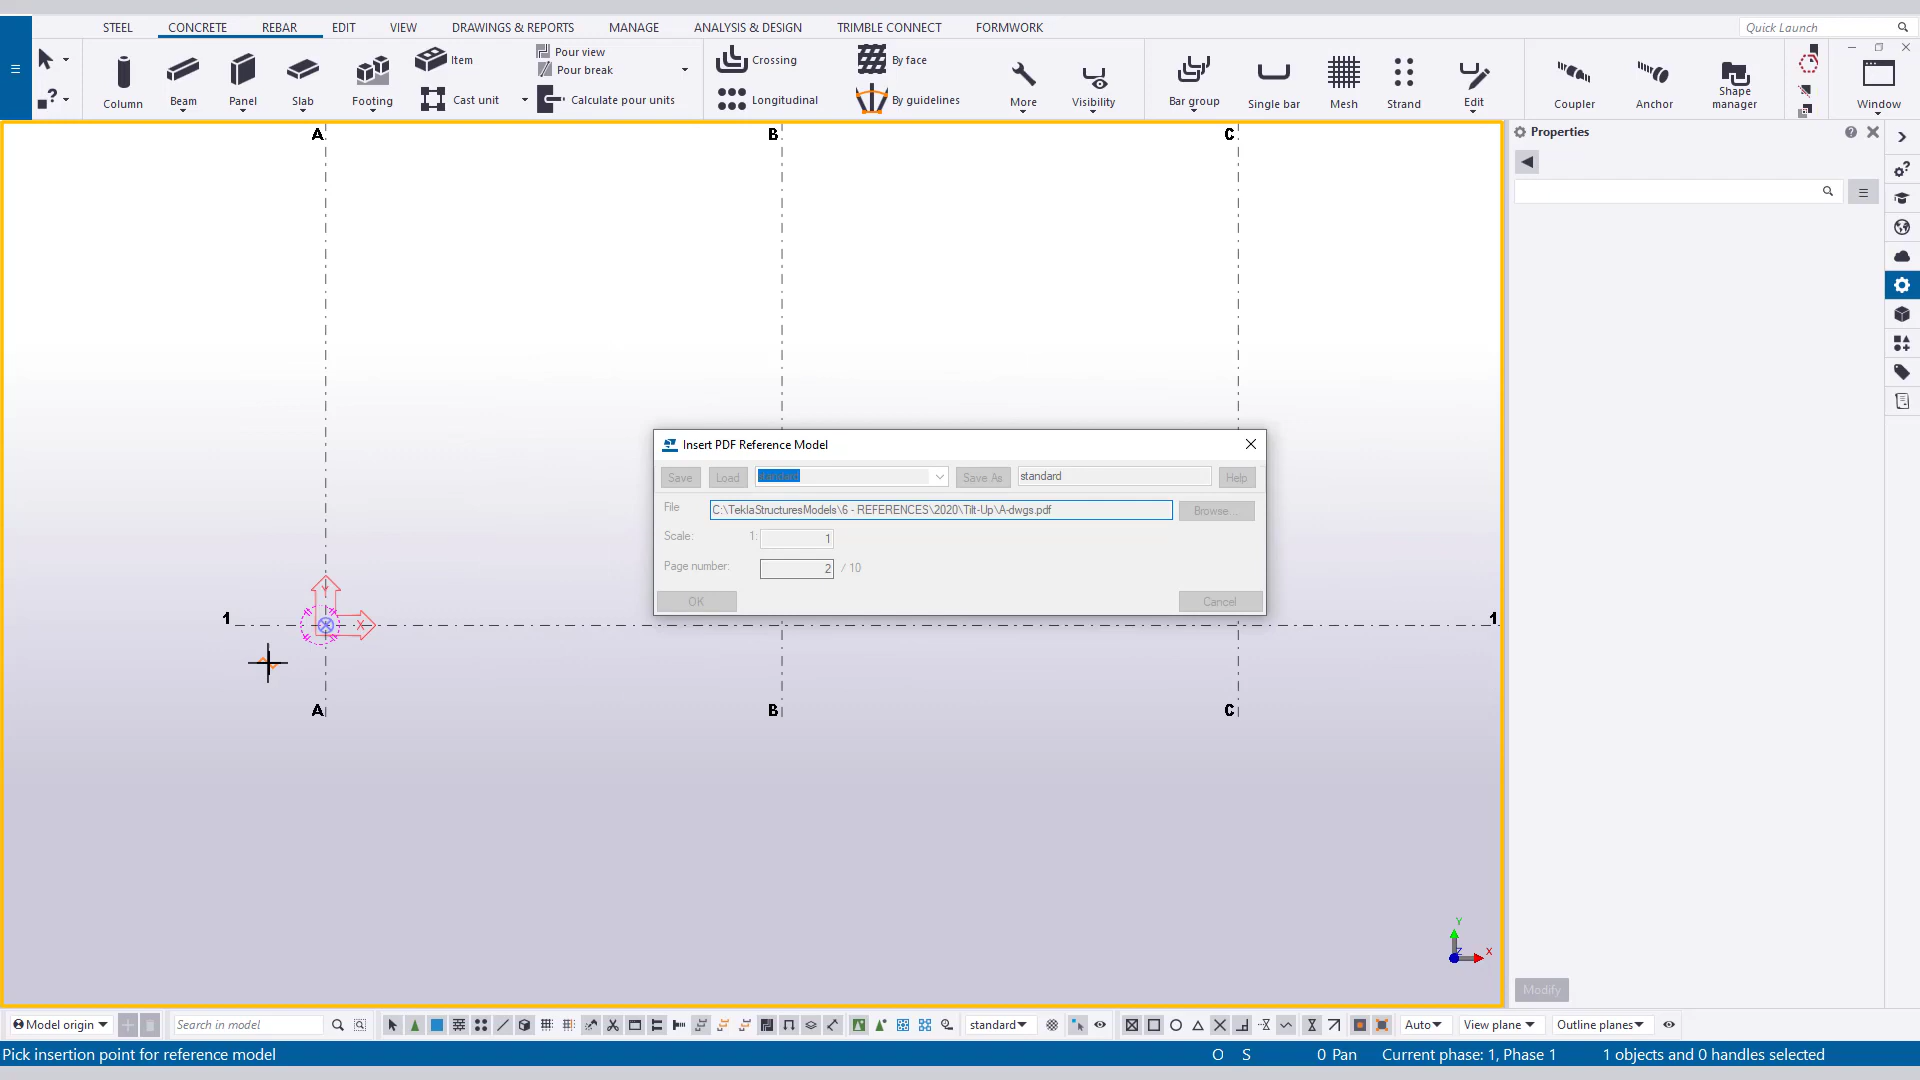 STEEL CONCRETE REBAR EDIT VIEW DRAWINGS & REPORTS MANAGE ANALYSIS & DESIGN TRIMBLE CONNECT FORMWORK Quick Launch
Column Beam Panel Slab Footing Item Cast unit Pour view
Pour break
Calculate pour units
Crossing
Longitudinal
By face
By guidelines
More Visibility Bar group Single bar Mesh Strand Edit Coupler Anchor Shape
manager Window
A B C
Properties
Insert PDF Reference Model
Save Load standard Save As standard Help
File C:\TeklaStructuresModels\6 - REFERENCES\2020\Tilt-Up\A-dwgs.pdf Browse...
Scale: 1: 1
Page number: 2 / 10
OK Cancel
1 X 1
A B C
Y
Z X
Modify
Model origin Search in model standard Auto View plane Outline planes
Pick insertion point for reference model O S 0 Pan Current phase: 1, Phase 1 1 objects and 0 handles selected